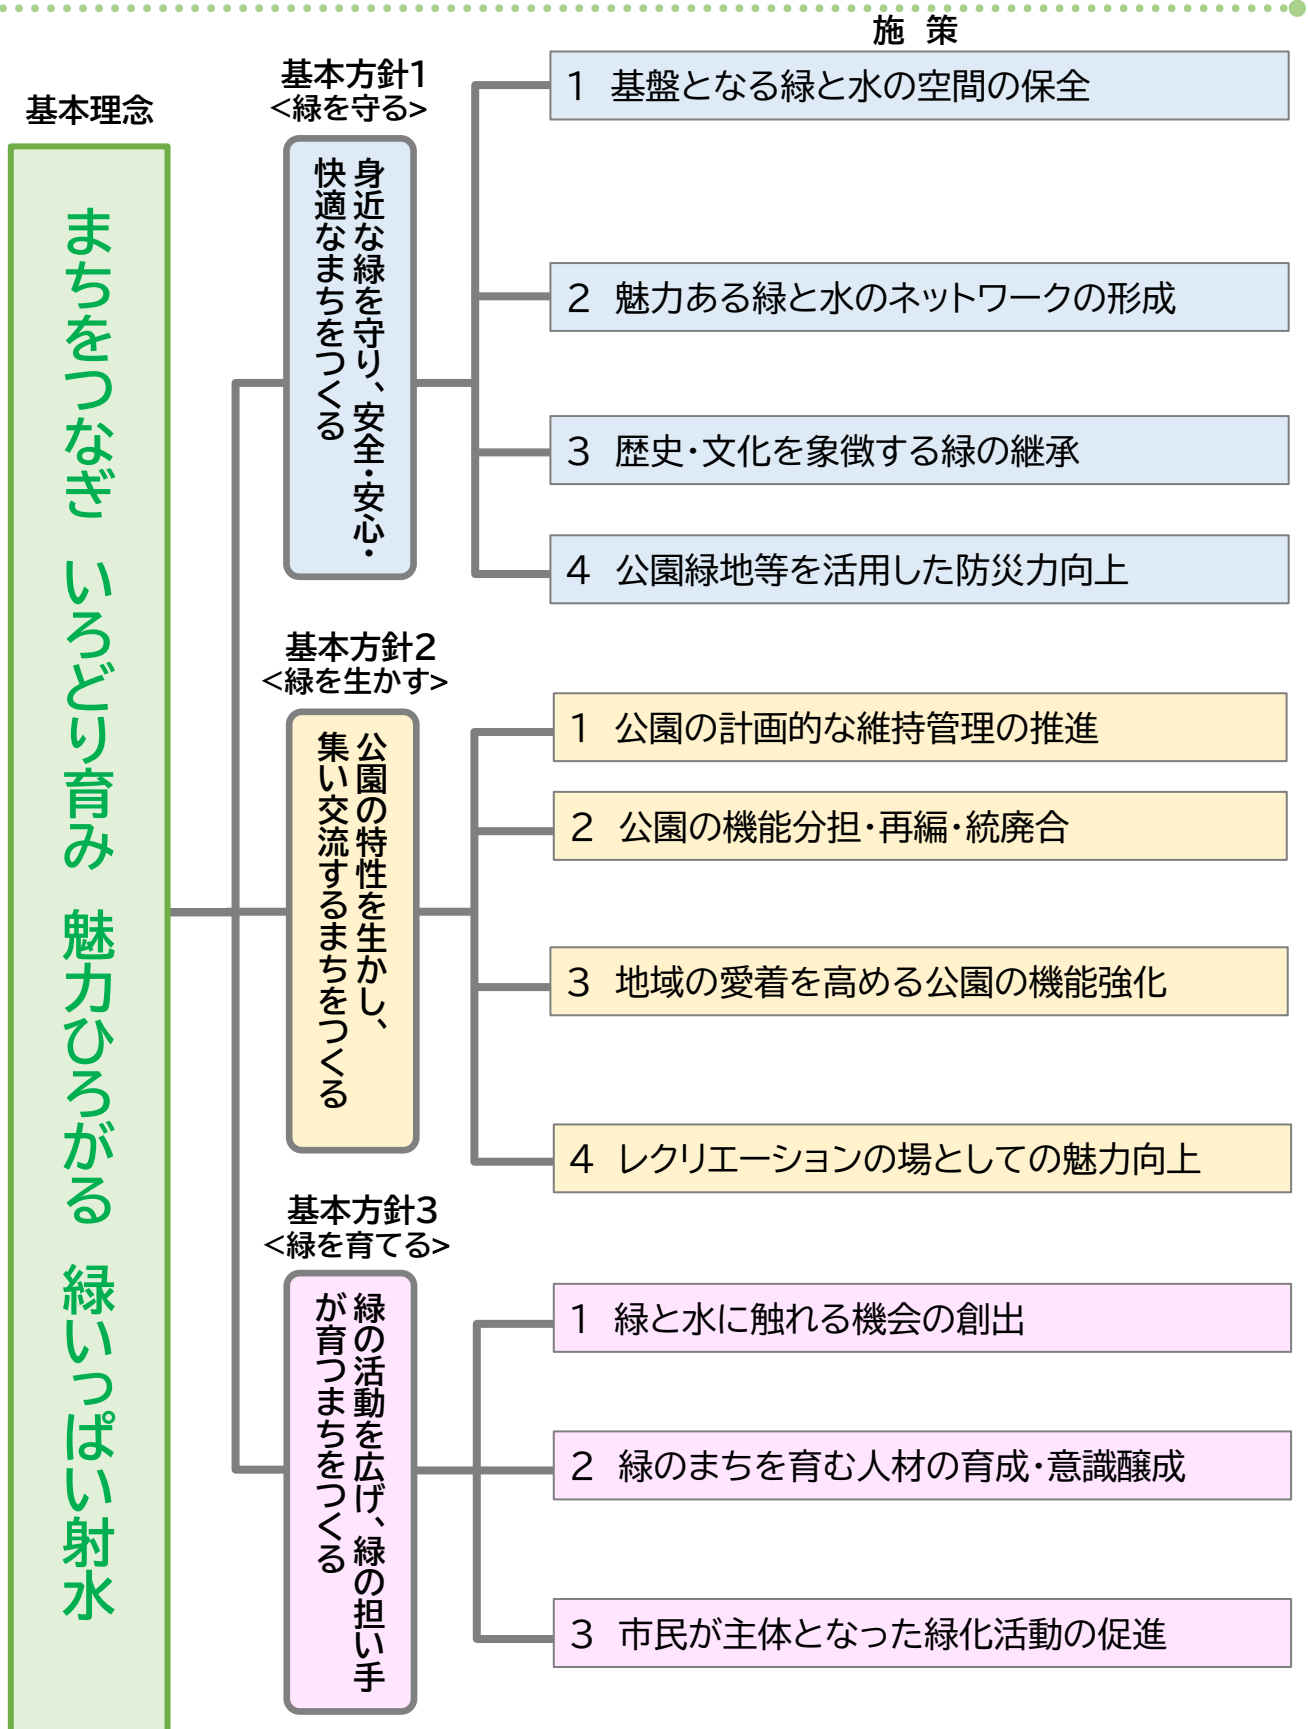 施 策
基本理念
まちをつなぎ いろどり育み 魅力ひろがる 緑いっぱい射水
基本方針1
<緑を守る>
身近な緑を守り、安全・安心・
快適なまちをつくる
1 基盤となる緑と水の空間の保全
2 魅力ある緑と水のネットワークの形成
3 歴史・文化を象徴する緑の継承
4 公園緑地等を活用した防災力向上
基本方針2
<緑を生かす>
公園の特性を生かし、
集い交流するまちをつくる
1 公園の計画的な維持管理の推進
2 公園の機能分担・再編・統廃合
3 地域の愛着を高める公園の機能強化
4 レクリエーションの場としての魅力向上
基本方針3
<緑を育てる>
緑の活動を広げ、緑の担い手
が育つまちをつくる
1 緑と水に触れる機会の創出
2 緑のまちを育む人材の育成・意識醸成
3 市民が主体となった緑化活動の促進